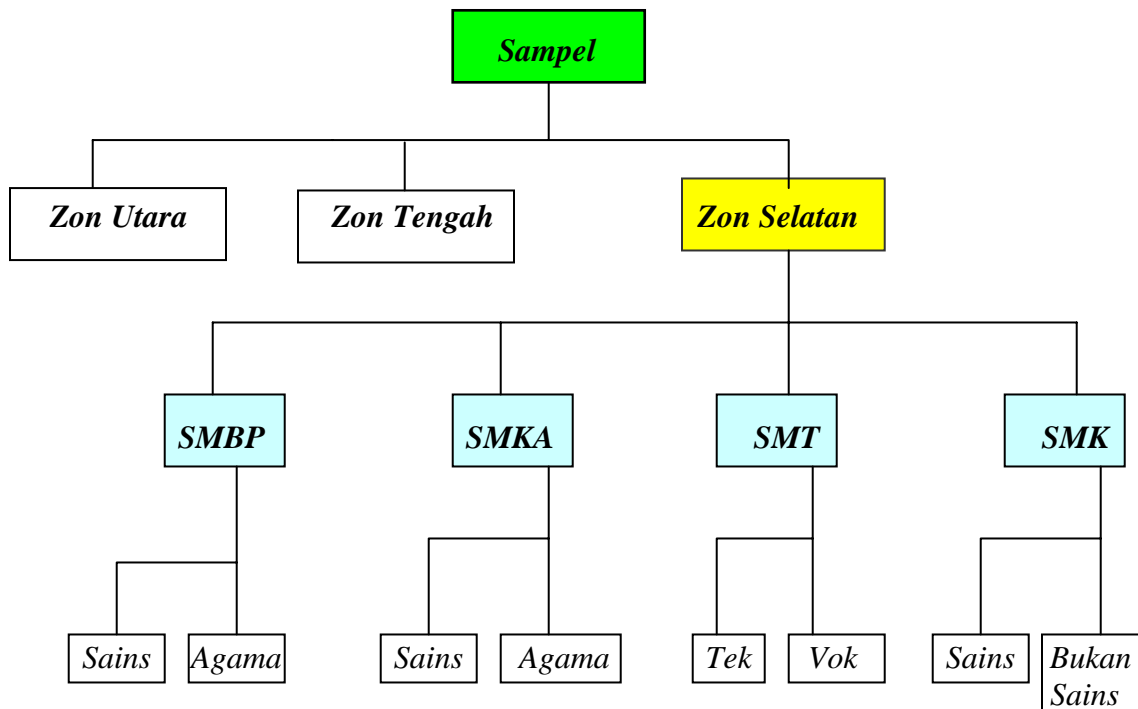 Sampel
Zon Utara
Zon Tengah
Zon Selatan
SMBP
SMKA
SMT
SMK
Sains
Agama
Sains
Agama
Tek
Vok
Sains
Bukan
Sains